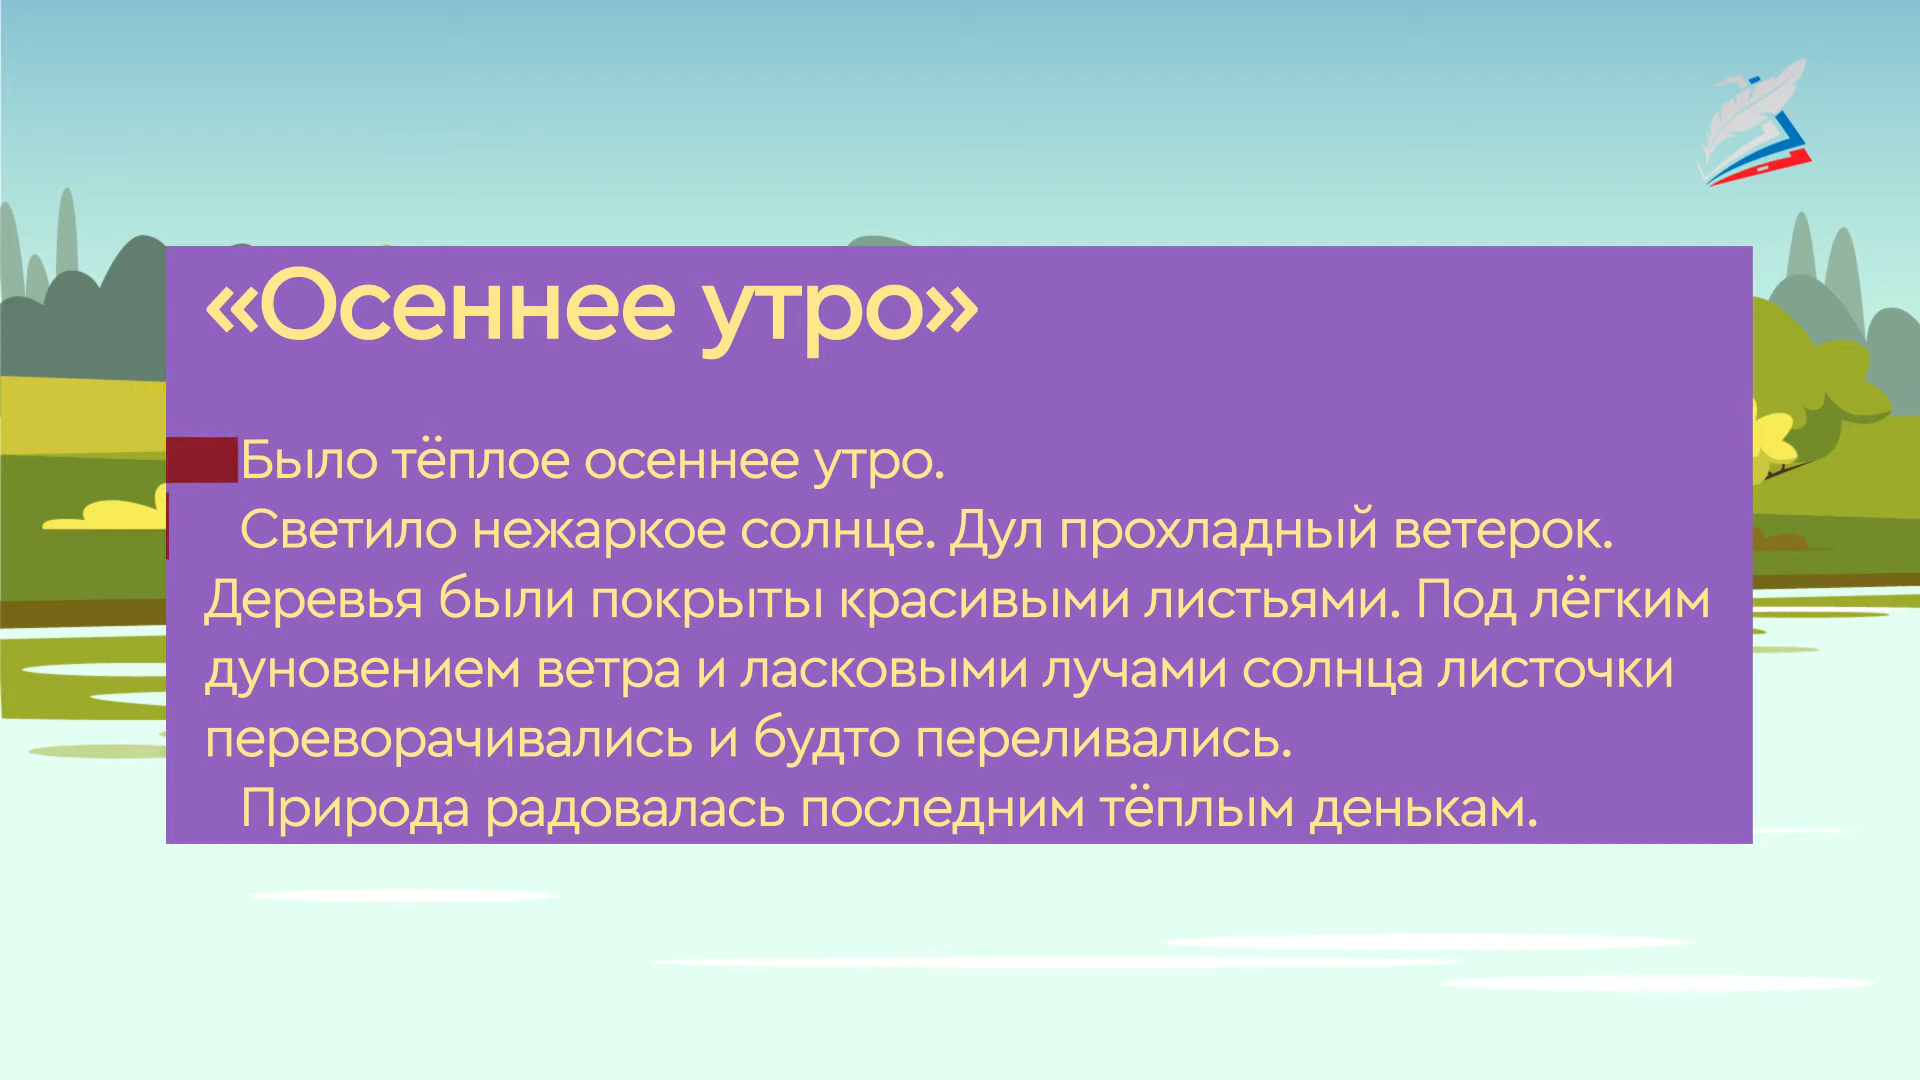 «Осеннее утро»
Было тёплое осеннее утро.
Светило нежаркое солнце. Дул прохладный ветерок.
Деревья были покрыты красивыми листьями. Под лёгким
дуновением ветра и ласковыми лучами солнца листочки
переворачивались и будто переливались.
Природа радовалась последним тёплым денькам.